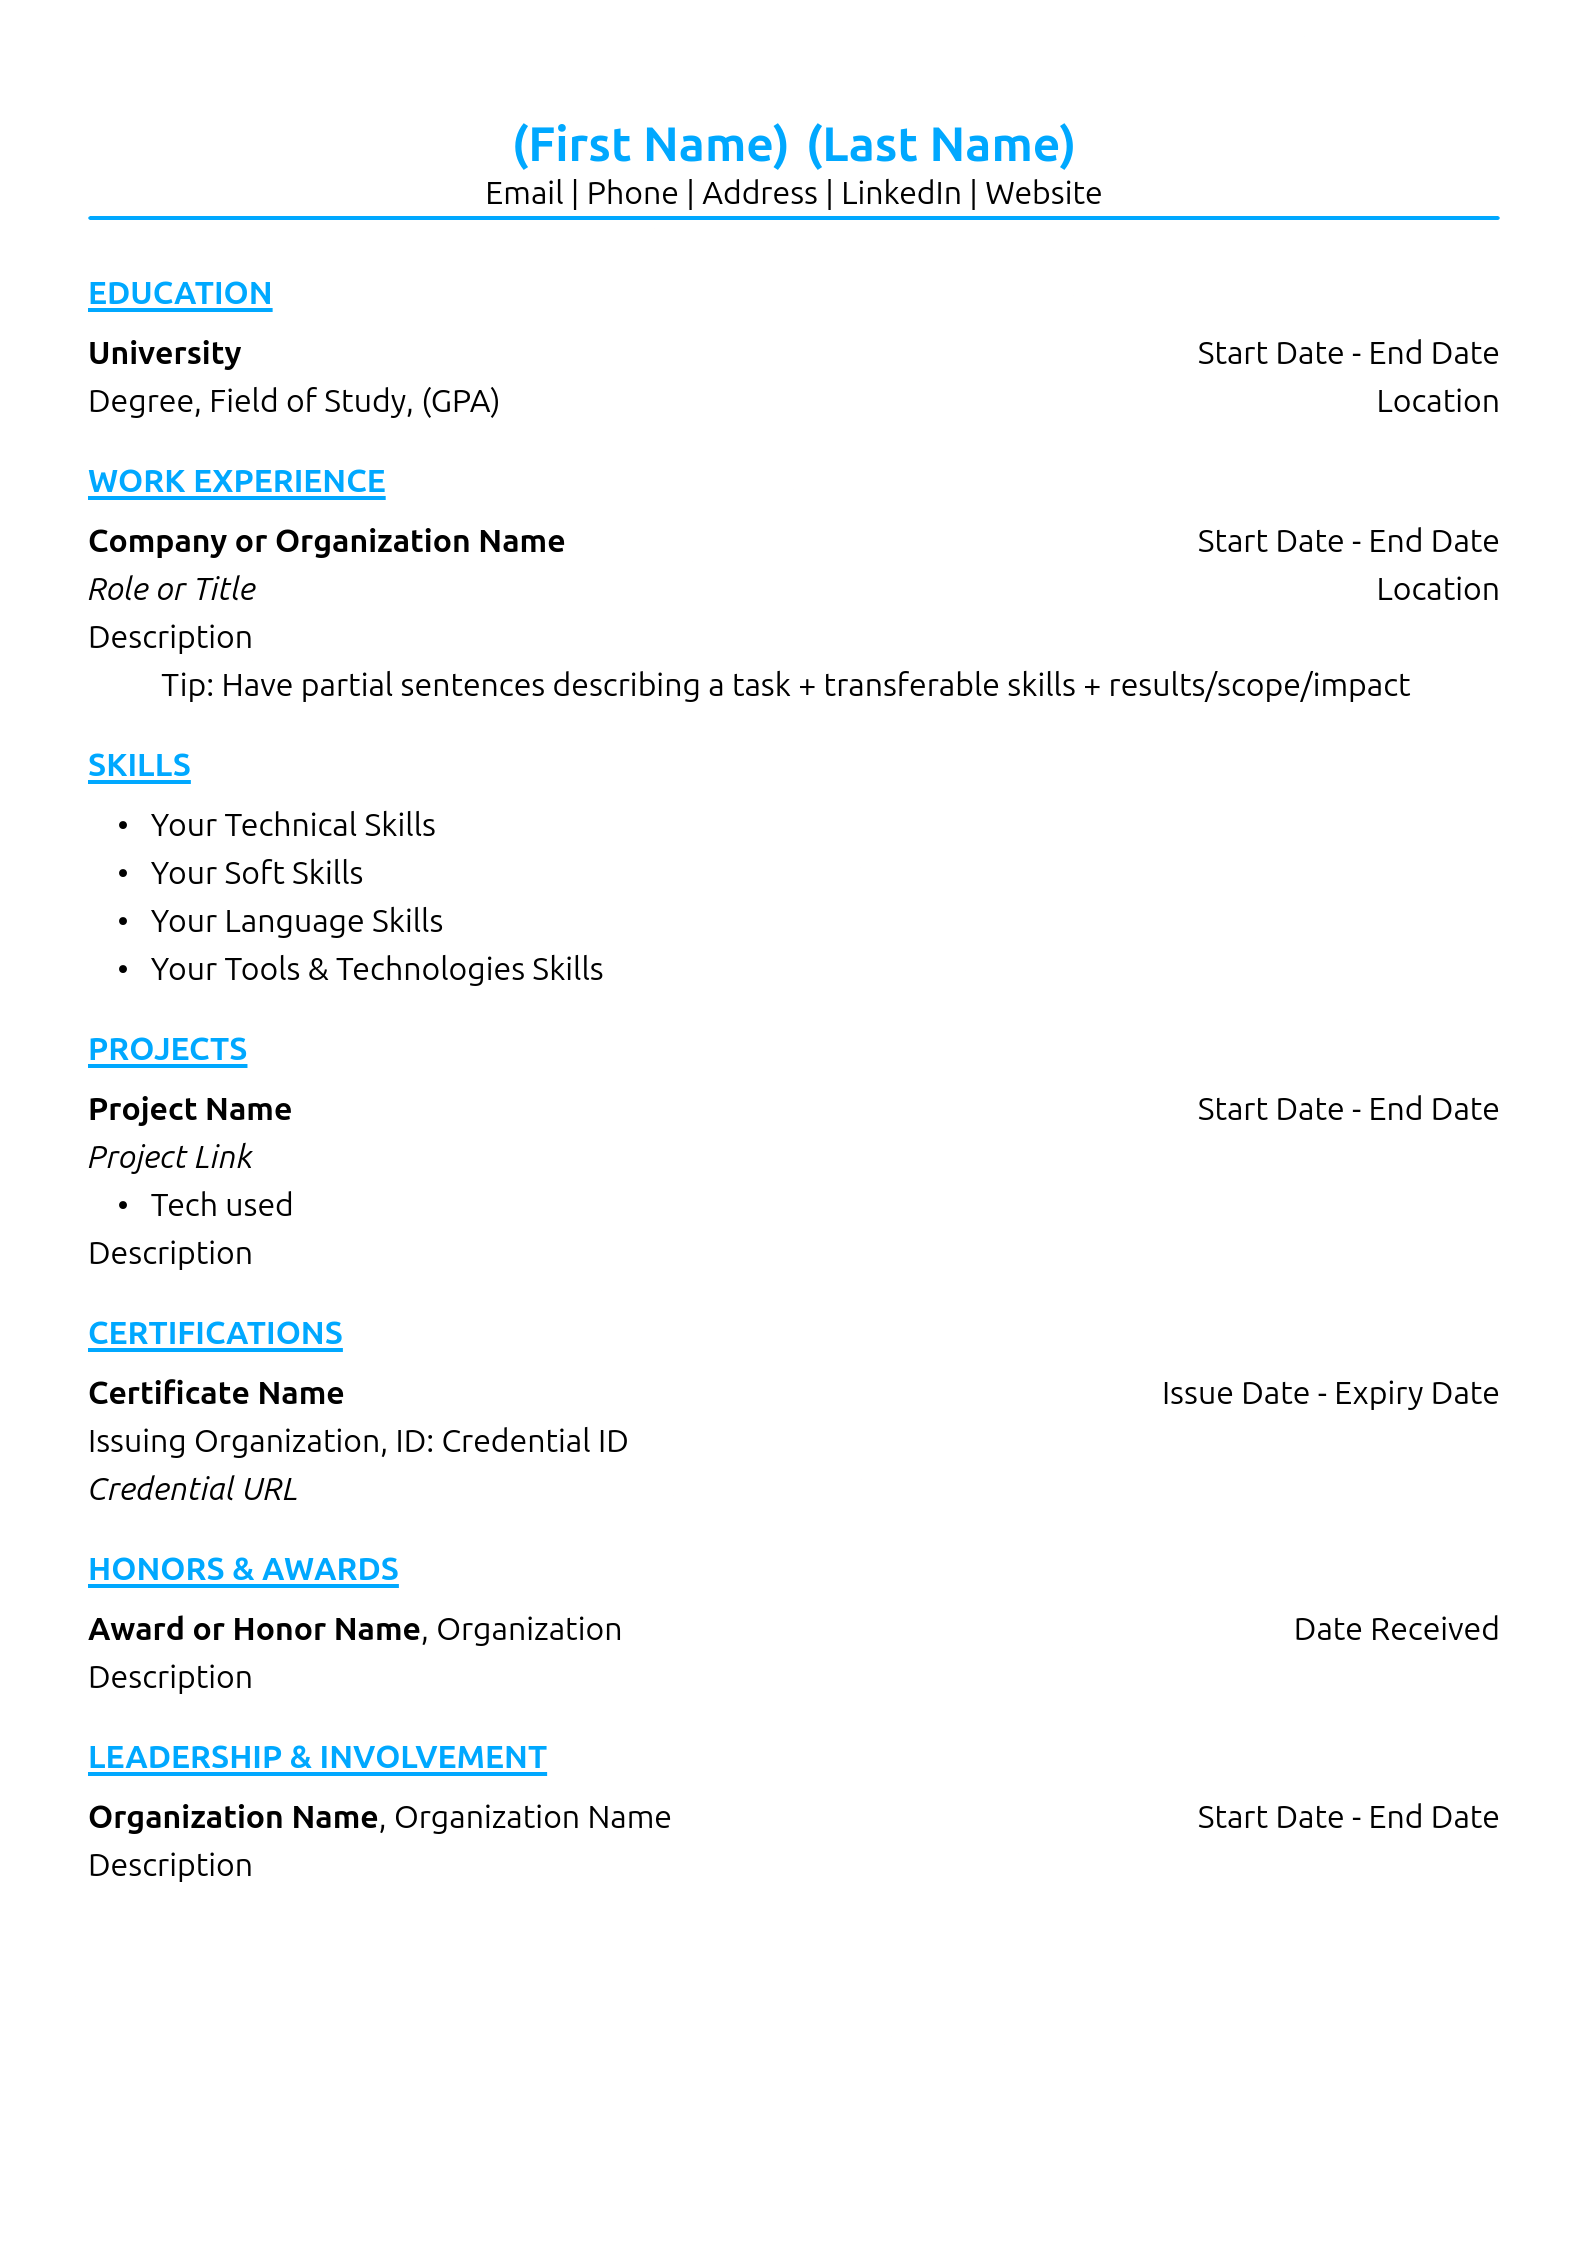 (First Name) (Last Name)
Email | Phone | Address | LinkedIn | Website
EDUCATION
University Start Date - End Date
Degree, Field of Study, (GPA) Location
WORK EXPERIENCE
Company or Organization Name Start Date - End Date
Role or Title Location
Description
Tip: Have partial sentences describing a task + transferable skills + results/scope/impact
SKILLS
• Your Technical Skills
• Your Soft Skills
• Your Language Skills
• Your Tools & Technologies Skills
PROJECTS
Project Name Start Date - End Date
Project Link
• Tech used
Description
CERTIFICATIONS
Certificate Name Issue Date - Expiry Date
Issuing Organization, ID: Credential ID
Credential URL
HONORS & AWARDS
Award or Honor Name, Organization Date Received
Description
LEADERSHIP & INVOLVEMENT
Organization Name, Organization Name Start Date - End Date
Description